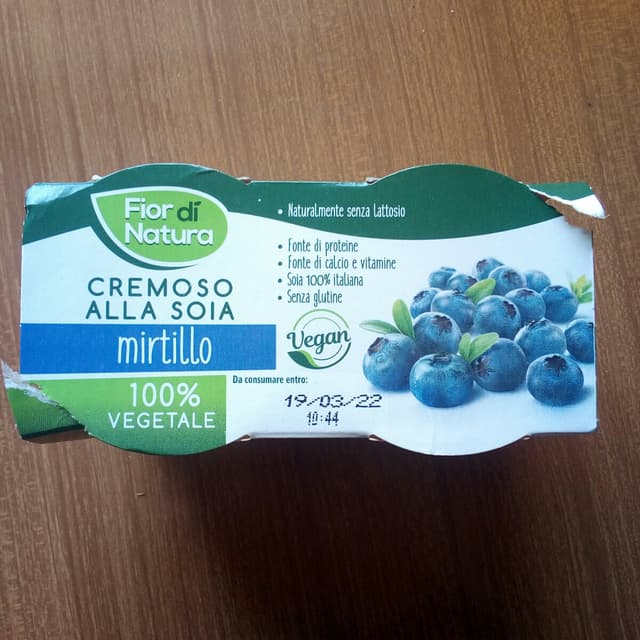 Fior di
Natura
CREMOSO
ALLA SOIA
mirtillo
100%
VEGETALE
• Naturalmente senza lattosio
• Fonte di proteine
• Fonte di calcio e vitamine
• Soia 100% italiana
• Senza glutine
Vegan
Da consumare entro:
19/03/22
10:44